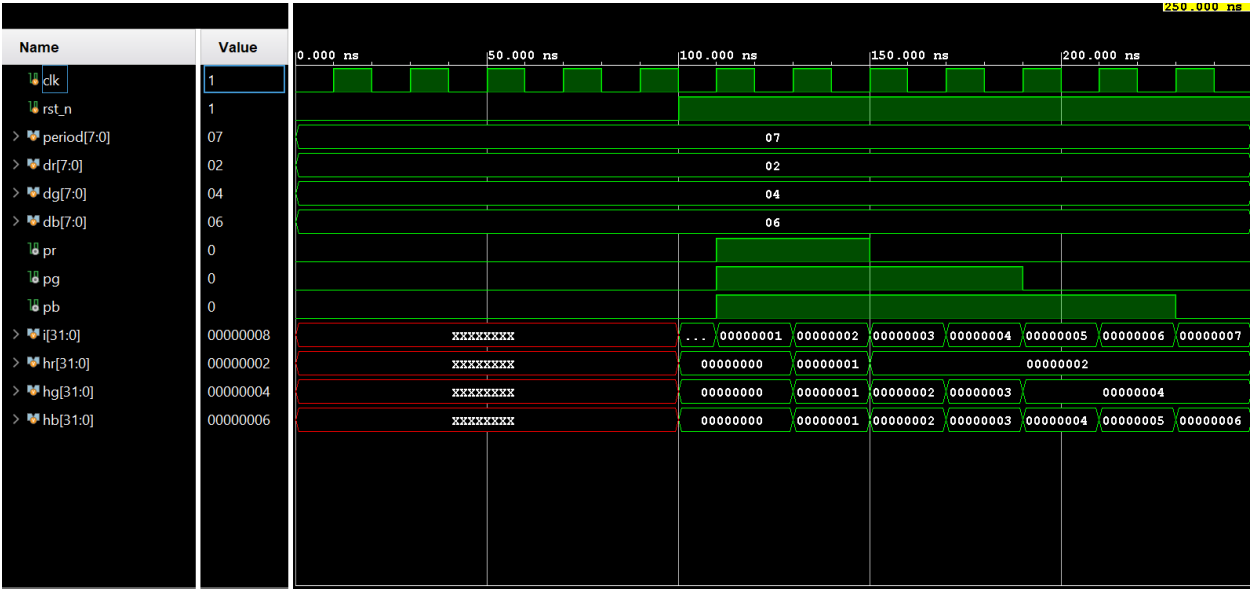 250.000 ns
Name Value
0.000 ns 50.000 ns 100.000 ns 150.000 ns 200.000 ns
clk 1
rst_n 1
period[7:0] 07 07
dr[7:0] 02 02
dg[7:0] 04 04
db[7:0] 06 06
pr 0
pg 0
pb 0
i[31:0] 00000008 XXXXXXXX ... 00000001 00000002 00000003 00000004 00000005 00000006 00000007
hr[31:0] 00000002 XXXXXXXX 00000000 00000001 00000002
hg[31:0] 00000004 XXXXXXXX 00000000 00000001 00000002 00000003 00000004
hb[31:0] 00000006 XXXXXXXX 00000000 00000001 00000002 00000003 00000004 00000005 00000006